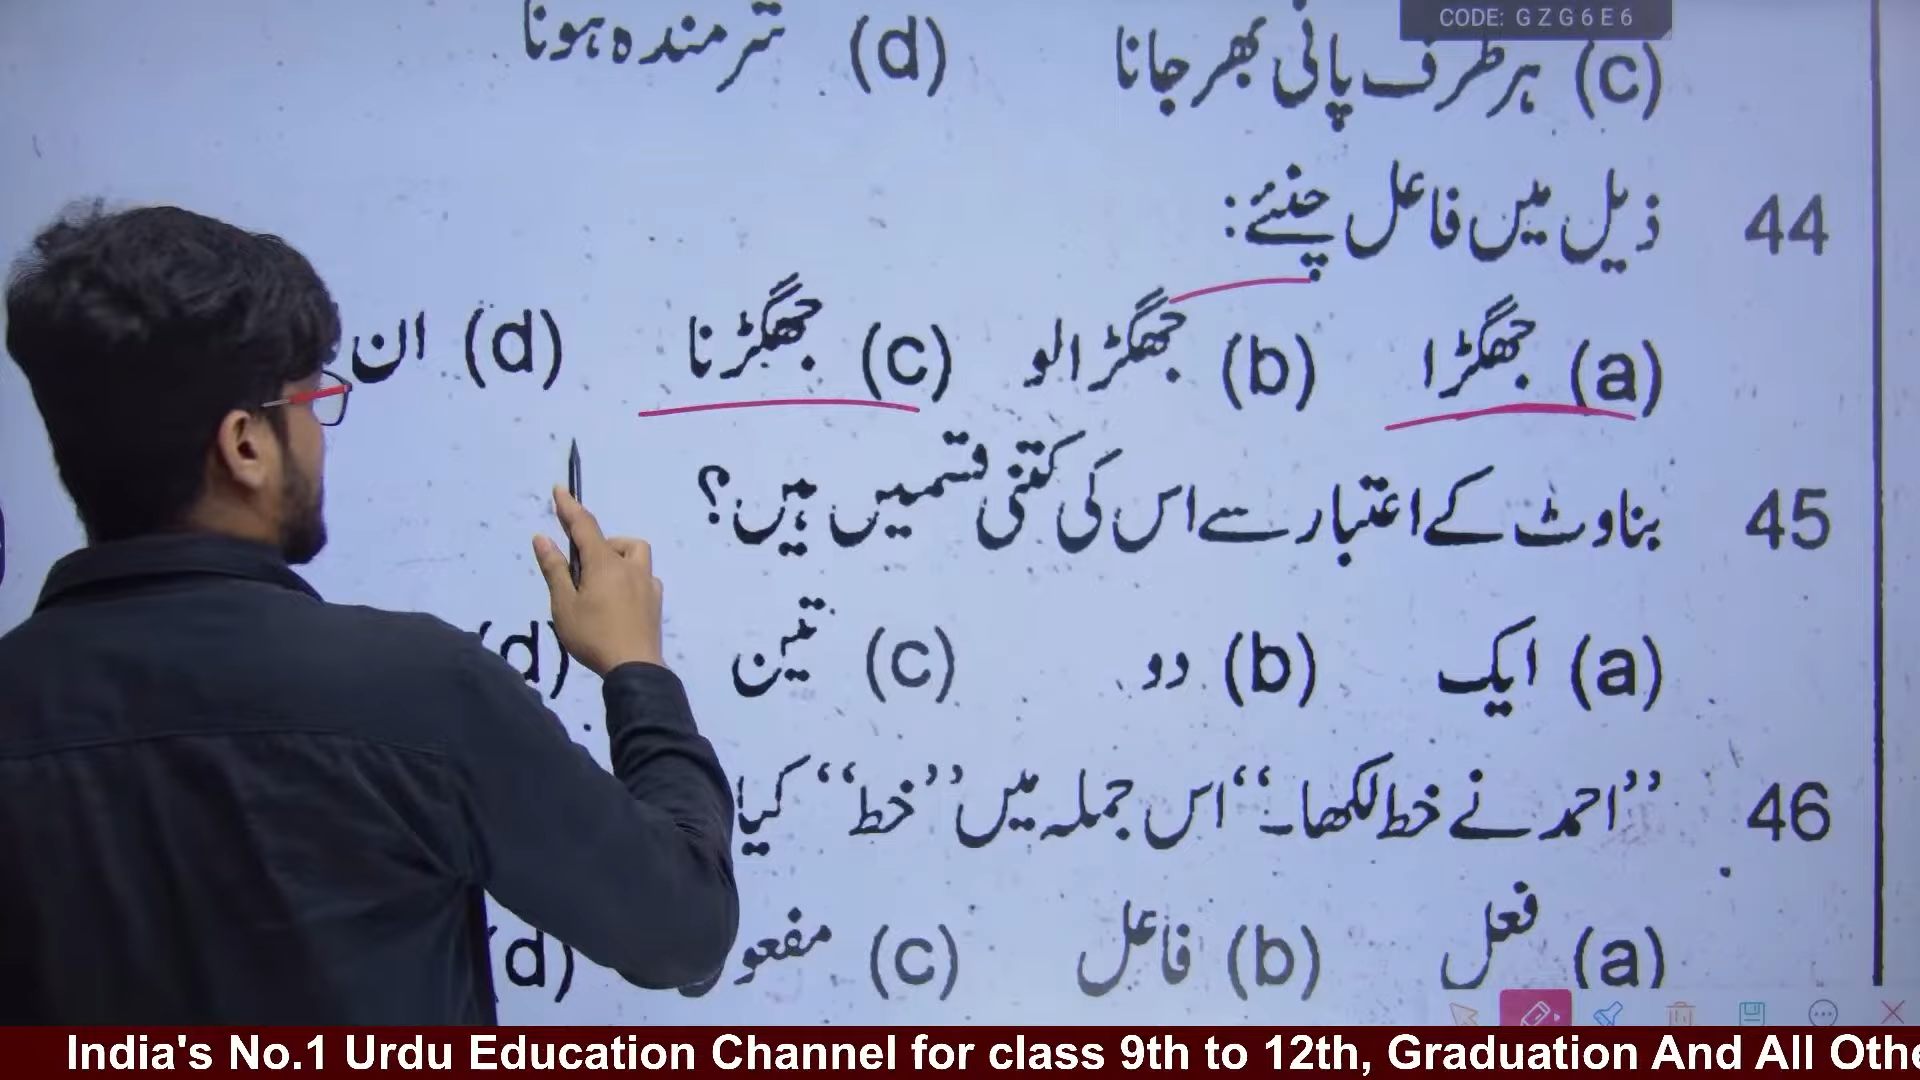 CODE: GZG6E6
(c) ہر طرف پانی بھر جانا (d) شرمندہ ہونا
44 ذیل میں فاعل چنئے:
(a) جھگڑا (b) جھگڑالو (c) جھگڑنا (d) ان
45 بناوٹ کے اعتبار سے اس کی کتنی قسمیں ہیں؟
(a) ایک (b) دو (c) تین (d)
46 ”احمد نے خط لکھا۔“ اس جملہ میں ”خط“ کیا
(a) فعل (b) فاعل (c) (d)
India's No.1 Urdu Education Channel for class 9th to 12th, Graduation And All Othe